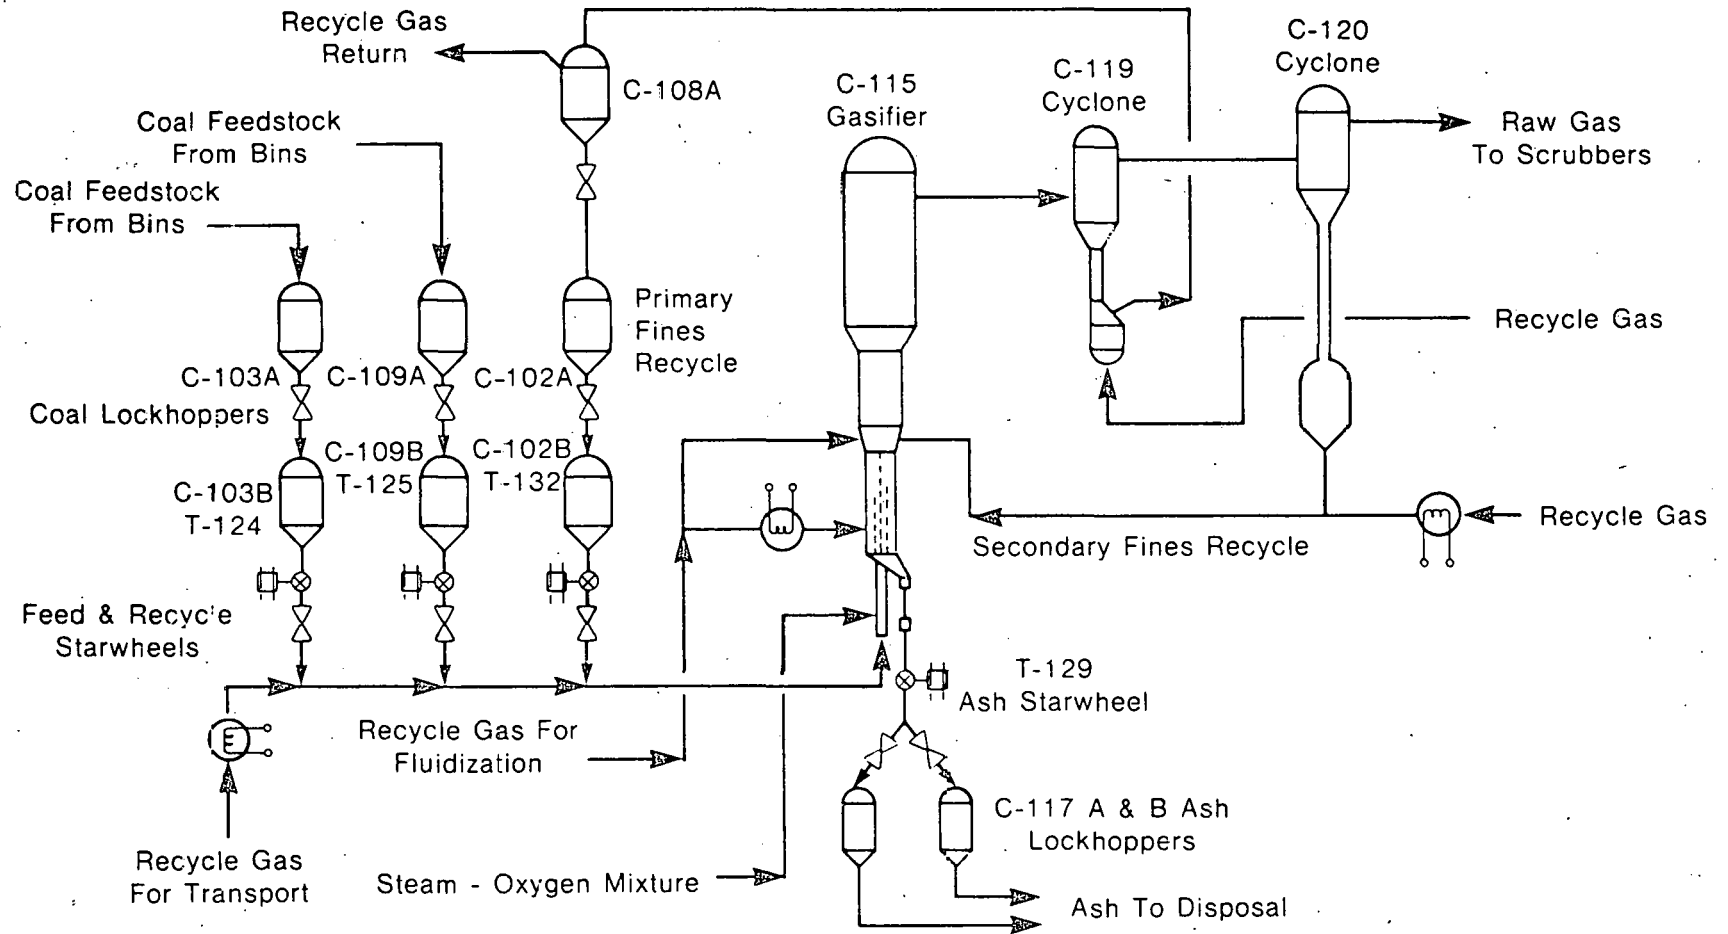 Recycle Gas
Return
C-108A
C-115
Gasifier
C-119
Cyclone
C-120
Cyclone
Raw Gas
To Scrubbers
Coal Feedstock
From Bins
Coal Feedstock
From Bins
Primary
Fines
Recycle
Recycle Gas
C-103A
C-109A
C-102A
Coal Lockhoppers
C-103B
T-124
C-109B
T-125
C-102B
T-132
Recycle Gas
Secondary Fines Recycle
Feed & Recyc'e
Starwheels
T-129
Ash Starwheel
Recycle Gas For
Fluidization
C-117 A & B Ash
Lockhoppers
Recycle Gas
For Transport
Steam - Oxygen Mixture
Ash To Disposal